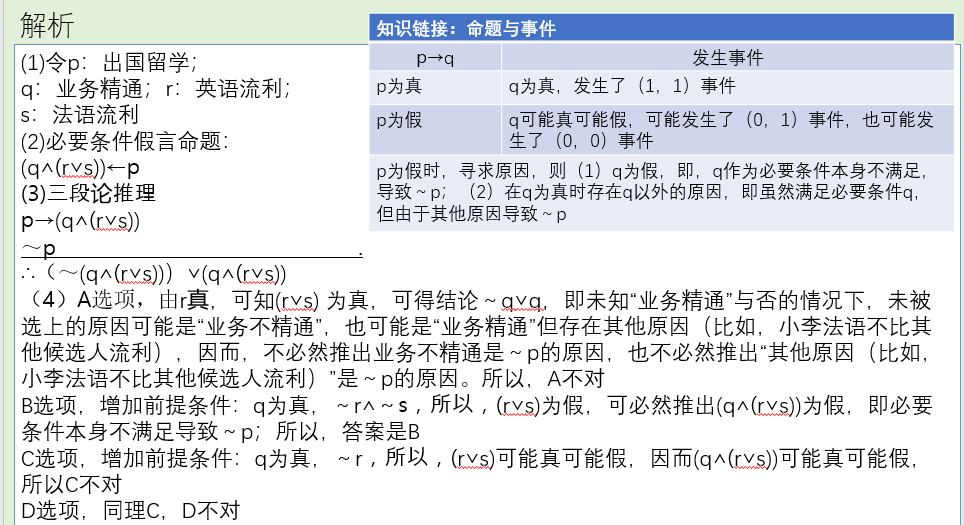 解析
知识链接：命题与事件
p→q 发生事件
p为真 q为真，发生了（1，1）事件
p为假 q可能真可能假，可能发生了（0，1）事件，也可能发
生了（0，0）事件
p为假时，寻求原因，则（1）q为假，即，q作为必要条件本身不满足，
导致～p；（2）在q为真时存在q以外的原因，即虽然满足必要条件q，
但由于其他原因导致～p
(1)令p：出国留学；
q：业务精通；r：英语流利；
s：法语流利
(2)必要条件假言命题：
(q∧(r∨s))←p
(3)三段论推理
p→(q∧(r∨s))
～p .
∴（～(q∧(r∨s))）∨(q∧(r∨s))
（4）A选项，由r真，可知(r∨s) 为真，可得结论～q∨q，即未知“业务精通”与否的情况下，未被
选上的原因可能是“业务不精通”，也可能是“业务精通”但存在其他原因（比如，小李法语不比其
他候选人流利），因而，不必然推出业务不精通是～p的原因，也不必然推出“其他原因（比如，
小李法语不比其他候选人流利）”是～p的原因。所以，A不对
B选项，增加前提条件：q为真，～r∧～s，所以，(r∨s)为假，可必然推出(q∧(r∨s))为假，即必要
条件本身不满足导致～p；所以，答案是B
C选项，增加前提条件：q为真，～r，所以，(r∨s)可能真可能假，因而(q∧(r∨s))可能真可能假，
所以C不对
D选项，同理C，D不对